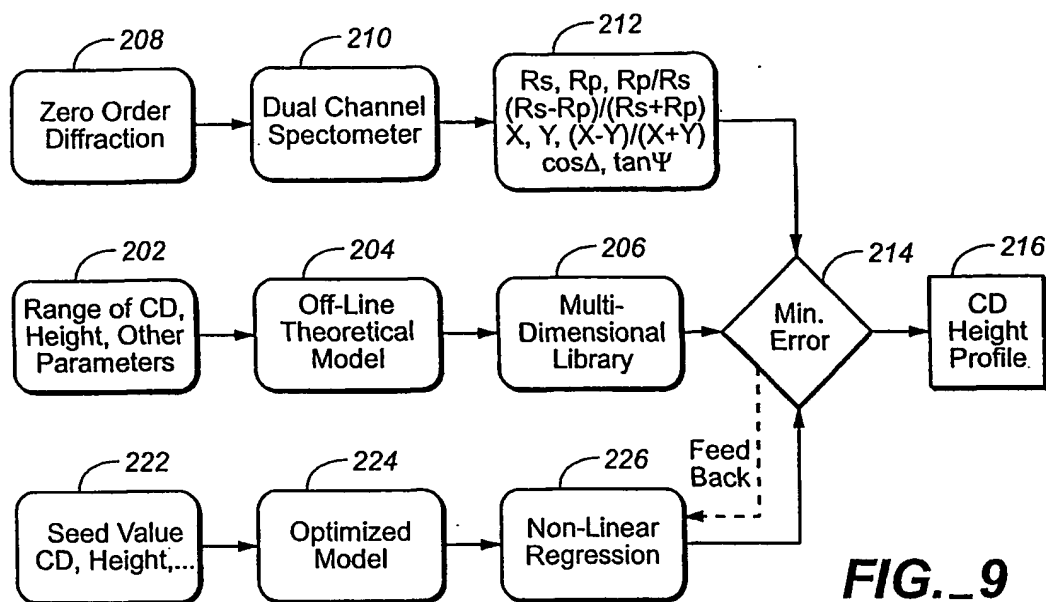 208
Zero Order
Diffraction
210
Dual Channel
Spectometer
212
Rs, Rp, Rp/Rs
(Rs-Rp)/(Rs+Rp)
X, Y, (X-Y)/(X+Y)
cosΔ, tanΨ
202
Range of CD,
Height, Other
Parameters
204
Off-Line
Theoretical
Model
206
Multi-
Dimensional
Library
214
Min.
Error
216
CD
Height
Profile
222
Seed Value
CD, Height,...
224
Optimized
Model
226
Non-Linear
Regression
Feed
Back
FIG._9